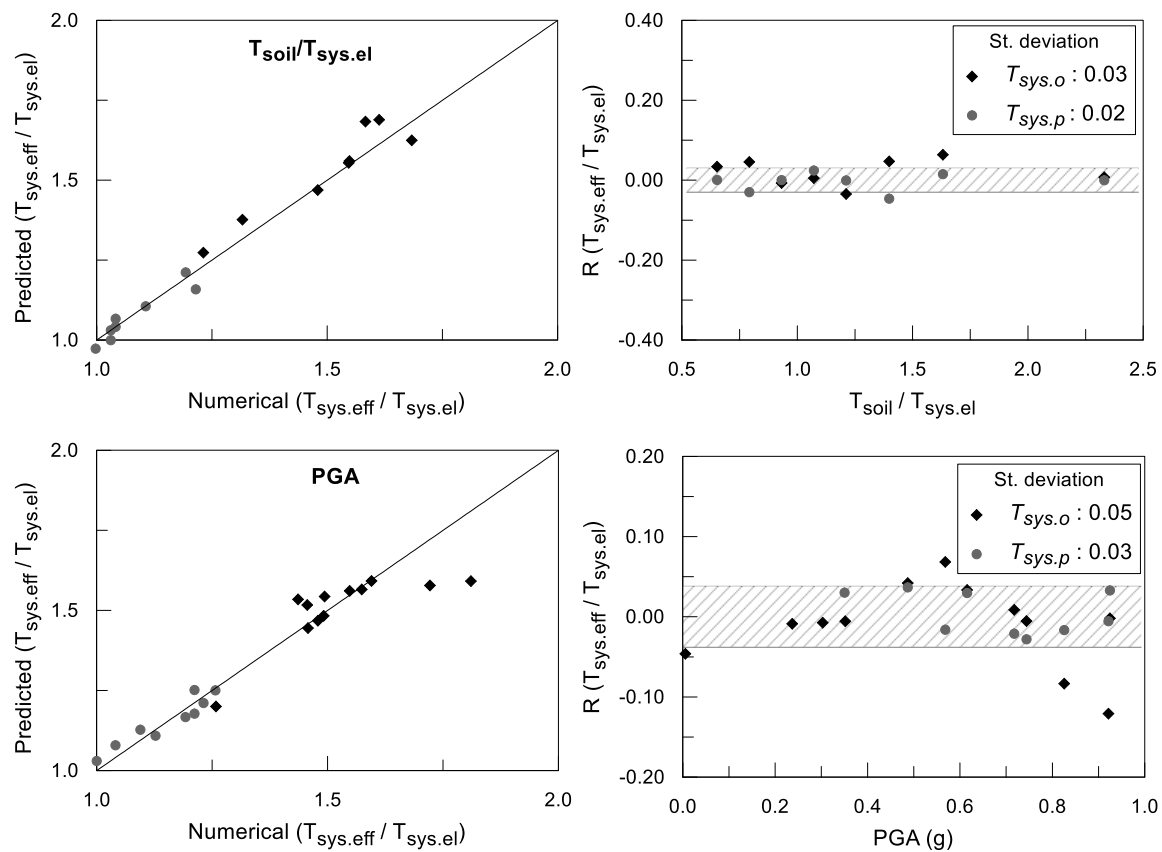 2.0
1.5
1.0
Predicted (Tsys.eff / Tsys.el)
Tsoil/Tsys.el
1.0 1.5 2.0
Numerical (Tsys.eff / Tsys.el)
0.40
0.20
0.00
-0.20
-0.40
R (Tsys.eff / Tsys.el)
St. deviation
Tsys.o : 0.03
Tsys.p : 0.02
0.5 1.0 1.5 2.0 2.5
Tsoil / Tsys.el
2.0
1.5
1.0
Predicted (Tsys.eff / Tsys.el)
PGA
1.0 1.5 2.0
Numerical (Tsys.eff / Tsys.el)
0.20
0.10
0.00
-0.10
-0.20
R (Tsys.eff / Tsys.el)
St. deviation
Tsys.o : 0.05
Tsys.p : 0.03
0.0 0.2 0.4 0.6 0.8 1.0
PGA (g)